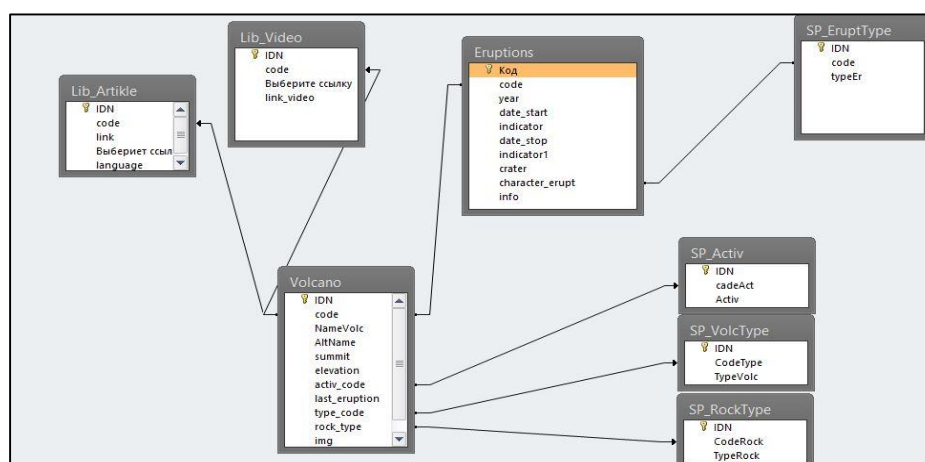 Lib_Video
IDN
code
Выберите ссылку
link_video
Lib_Artikle
IDN
code
link
Выбериет ссыл
language
Eruptions
Код
code
year
date_start
indicator
date_stop
indicator1
crater
character_erupt
info
SP_EruptType
IDN
code
typeEr
Volcano
IDN
code
NameVolc
AltName
summit
elevation
activ_code
last_eruption
type_code
rock_type
img
SP_Activ
IDN
cadeAct
Activ
SP_VolcType
IDN
CodeType
TypeVolc
SP_RockType
IDN
CodeRock
TypeRock